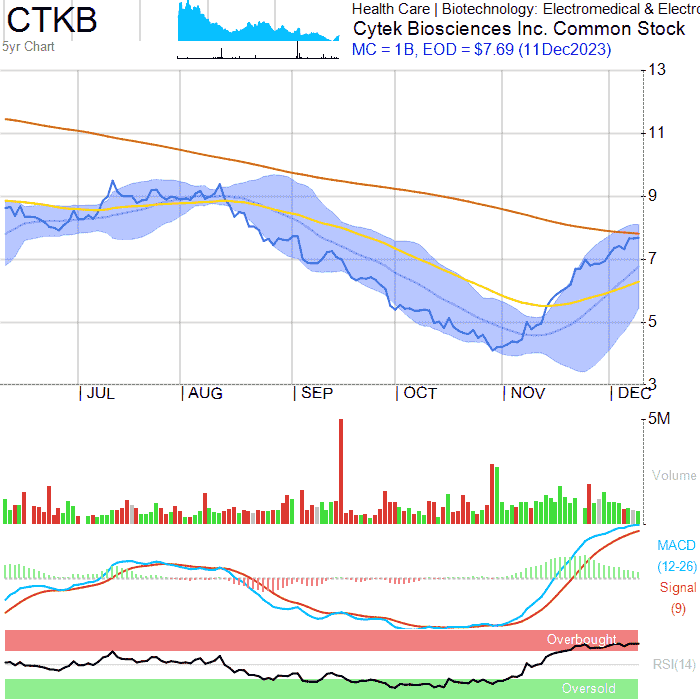 CTKB
5yr Chart
Health Care | Biotechnology: Electromedical & Electro
Cytek Biosciences Inc. Common Stock
MC = 1B, EOD = $7.69 (11Dec2023)
13
11
9
7
5
3
JUL AUG SEP OCT NOV DEC
5M
Volume
MACD
(12-26)
Signal
(9)
Overbought
RSI(14)
Oversold